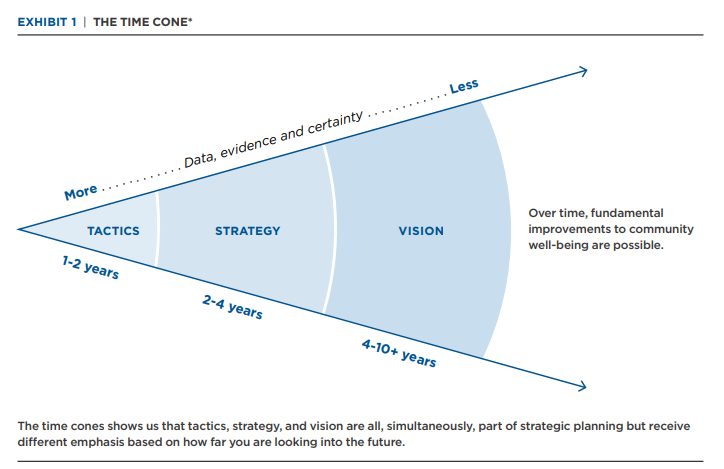 EXHIBIT 1 | THE TIME CONE*
Less
Data, evidence and certainty
More
TACTICS
STRATEGY
VISION
Over time, fundamental
improvements to community
well-being are possible.
1-2 years
2-4 years
4-10+ years
The time cones shows us that tactics, strategy, and vision are all, simultaneously, part of strategic planning but receive
different emphasis based on how far you are looking into the future.